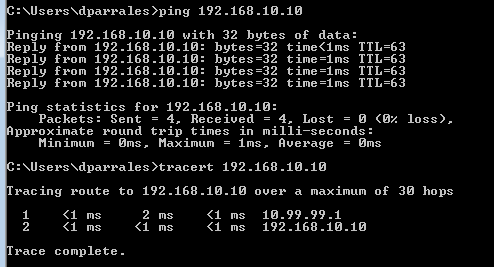 C:\Users\dparrales>ping 192.168.10.10
Pinging 192.168.10.10 with 32 bytes of data:
Reply from 192.168.10.10: bytes=32 time<1ms TTL=63
Reply from 192.168.10.10: bytes=32 time=1ms TTL=63
Reply from 192.168.10.10: bytes=32 time=1ms TTL=63
Reply from 192.168.10.10: bytes=32 time<1ms TTL=63
Ping statistics for 192.168.10.10:
    Packets: Sent = 4, Received = 4, Lost = 0 (0% loss),
Approximate round trip times in milli-seconds:
    Minimum = 0ms, Maximum = 1ms, Average = 0ms
C:\Users\dparrales>tracert 192.168.10.10
Tracing route to 192.168.10.10 over a maximum of 30 hops
  1    <1 ms     2 ms    <1 ms  10.99.99.1
  2    <1 ms    <1 ms    <1 ms  192.168.10.10
Trace complete.